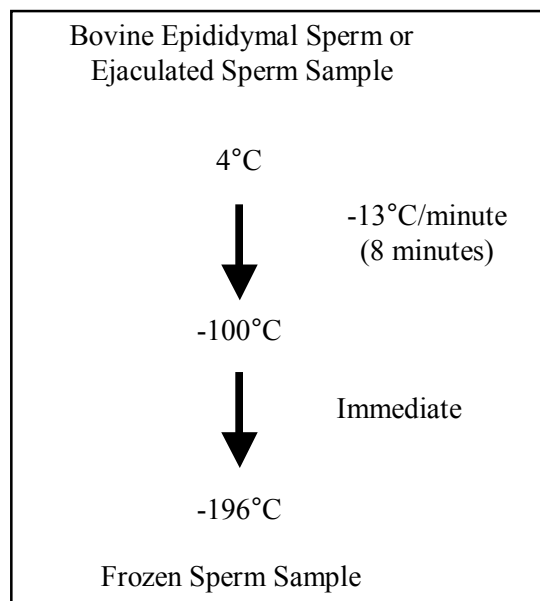 Bovine Epididymal Sperm or
Ejaculated Sperm Sample
4°C
-13°C/minute
(8 minutes)
-100°C
Immediate
-196°C
Frozen Sperm Sample